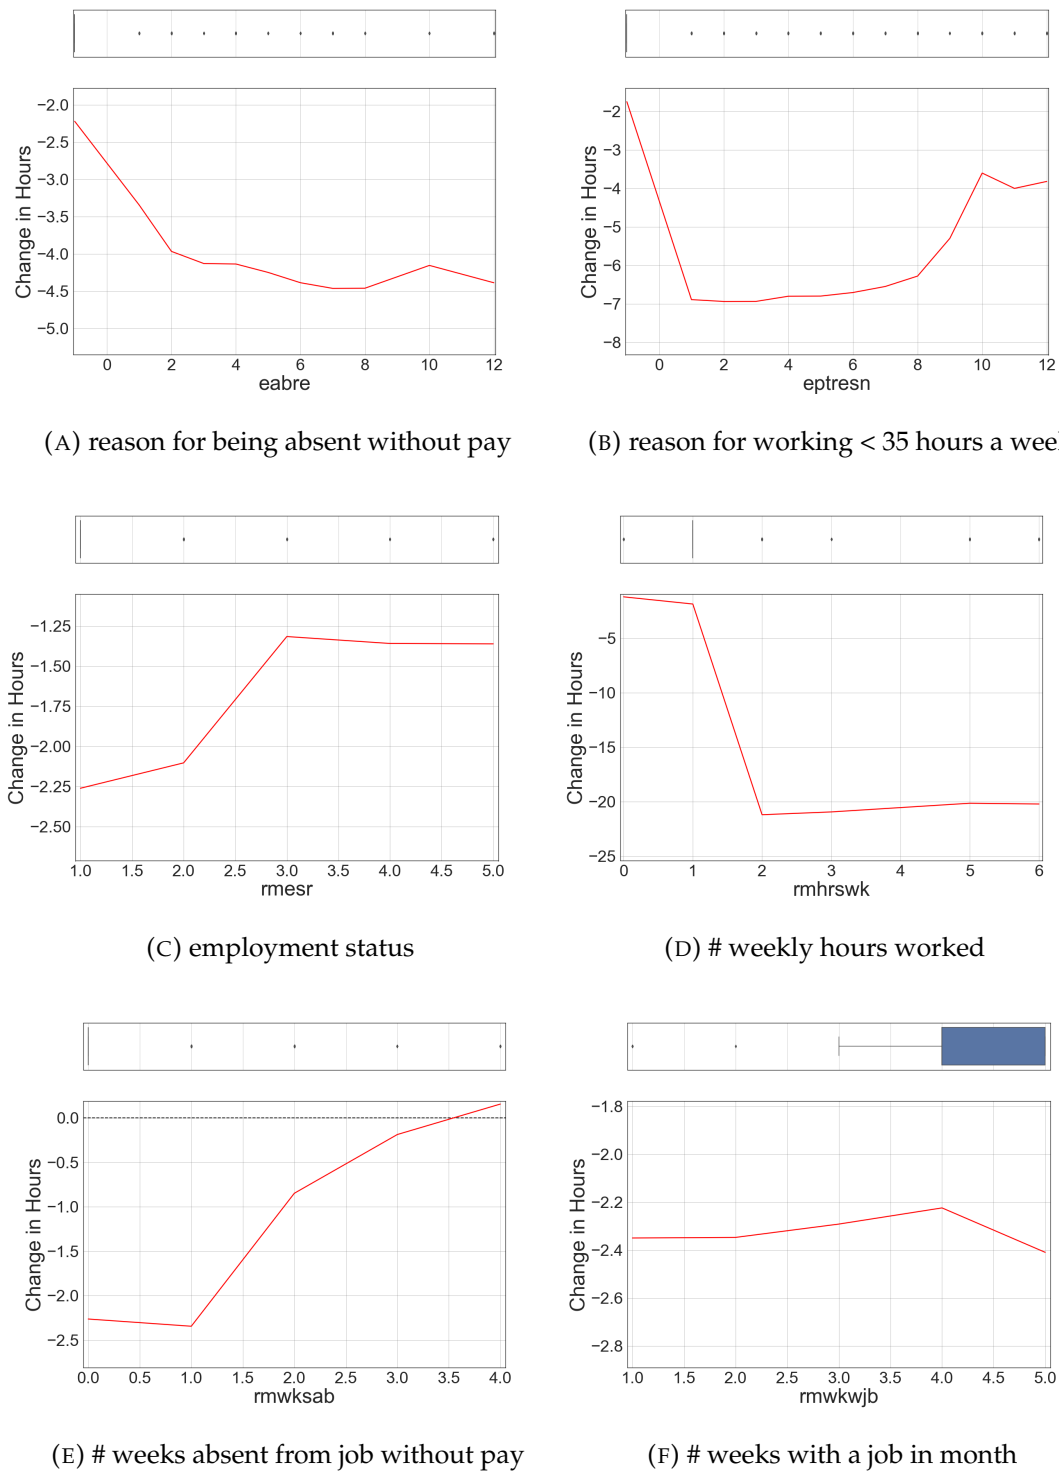 −2.0
−2.5
−3.0
−3.5
−4.0
−4.5
−5.0
Change in Hours
0 2 4 6 8 10 12
eabre
(A) reason for being absent without pay
−2
−3
−4
−5
−6
−7
−8
Change in Hours
0 2 4 6 8 10 12
eptresn
(B) reason for working < 35 hours a wee
−1.25
−1.50
−1.75
−2.00
−2.25
−2.50
Change in Hours
1.0 1.5 2.0 2.5 3.0 3.5 4.0 4.5 5.0
rmesr
(C) employment status
−5
−10
−15
−20
−25
Change in Hours
0 1 2 3 4 5 6
rmhrswk
(D) # weekly hours worked
0.0
−0.5
−1.0
−1.5
−2.0
−2.5
Change in Hours
0.0 0.5 1.0 1.5 2.0 2.5 3.0 3.5 4.0
rmwksab
(E) # weeks absent from job without pay
−1.8
−2.0
−2.2
−2.4
−2.6
−2.8
Change in Hours
1.0 1.5 2.0 2.5 3.0 3.5 4.0 4.5 5.0
rmwkwjb
(F) # weeks with a job in month